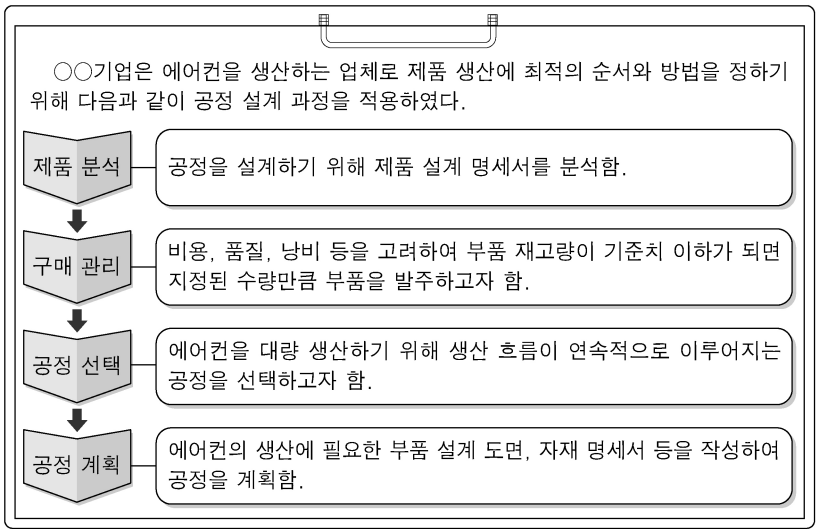 ○○기업은 에어컨을 생산하는 업체로 제품 생산에 최적의 순서와 방법을 정하기
위해 다음과 같이 공정 설계 과정을 적용하였다.
제품 분석
공정을 설계하기 위해 제품 설계 명세서를 분석함.
구매 관리
비용, 품질, 낭비 등을 고려하여 부품 재고량이 기준치 이하가 되면
지정된 수량만큼 부품을 발주하고자 함.
공정 선택
에어컨을 대량 생산하기 위해 생산 흐름이 연속적으로 이루어지는
공정을 선택하고자 함.
공정 계획
에어컨의 생산에 필요한 부품 설계 도면, 자재 명세서 등을 작성하여
공정을 계획함.